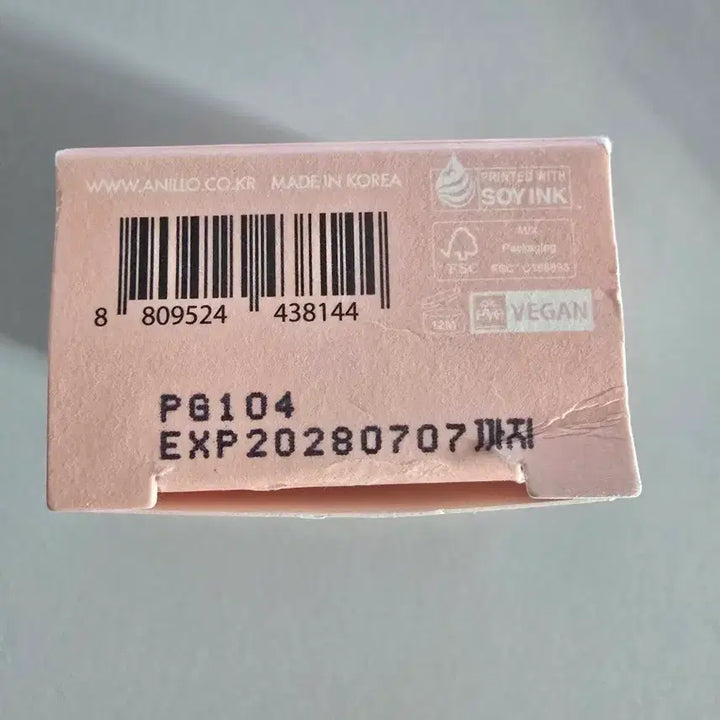 WWW.ANILLO.CO.KR MADE IN KOREA
PRINTED WITH
SOY INK
MIX
Packaging
FSC
12M
VEGAN
8 809524 438144
PG104
EXP20280707까지